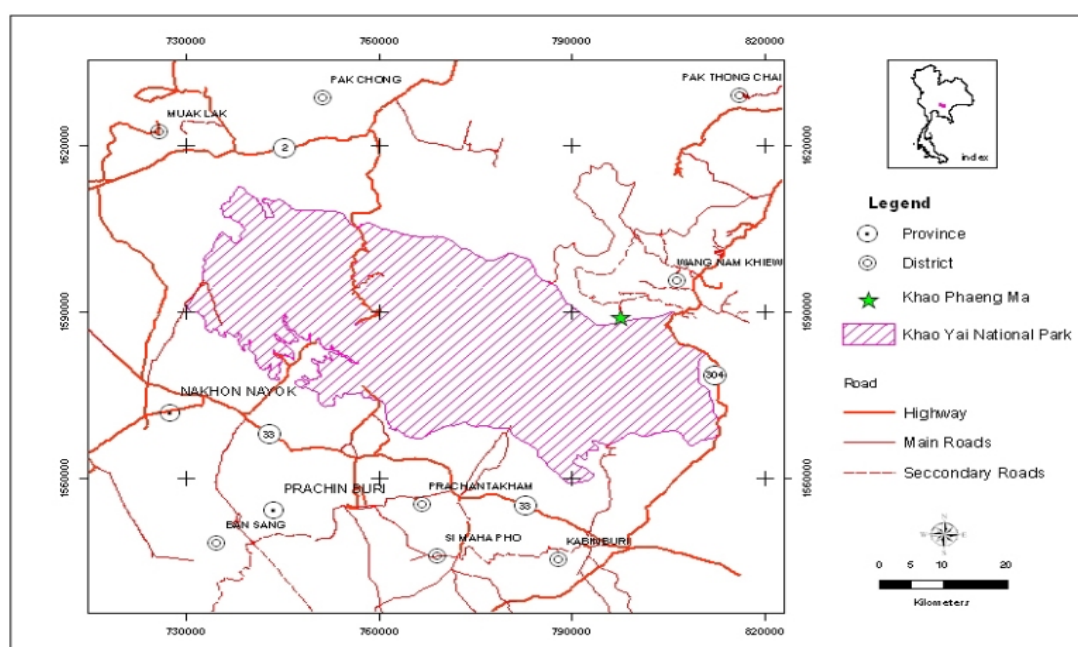 730000 760000 790000 820000
PAK CHONG
PAK THONG CHAI
MUAK LAK
2
1620000 1620000
WANG NAM KHIEW
1590000 1590000
304
NAKHON NAYOK
33
PRACHIN BURI
PRACHANTAKHAM
33
1560000 1560000
BAN SANG
SI MAHA PHO
KABIN BURI
730000 760000 790000 820000
index
Legend
Province
District
Khao Phaeng Ma
Khao Yai National Park
Road
Highway
Main Roads
Seccondary Roads
0 5 10 20
Kilometers